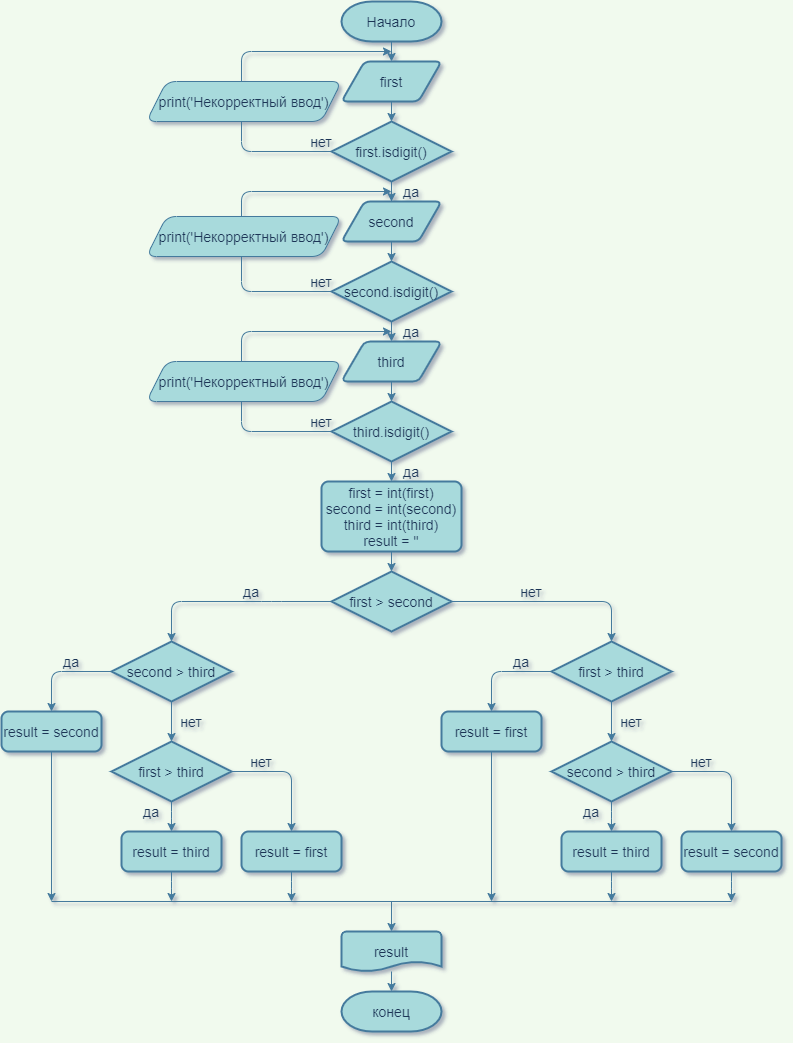 Начало
first
print('Некорректный ввод')
нет
first.isdigit()
да
second
print('Некорректный ввод')
нет
second.isdigit()
да
third
print('Некорректный ввод')
нет
third.isdigit()
да
first = int(first)
second = int(second)
third = int(third)
result = ''
да
first > second
нет
да
second > third
да
first > third
result = second
нет
result = first
нет
first > third
нет
second > third
нет
да
да
result = third
result = first
result = third
result = second
result
конец